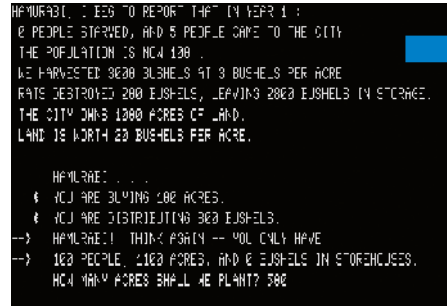 HAMURABI, I BEG TO REPORT THAT IN YEAR 1 :
0 PEOPLE STARVED, AND 5 PEOPLE CAME TO THE CITY
THE POPULATION IS NOW 100 .
WE HARVESTED 3000 BUSHELS AT 3 BUSHELS PER ACRE
RATS DESTROYED 200 BUSHELS, LEAVING 2800 BUSHELS IN STORAGE.
THE CITY OWNS 1000 ACRES OF LAND.
LAND IS WORTH 20 BUSHELS PER ACRE.
HAMURABI . . .
* YOU ARE BUYING 100 ACRES.
* YOU ARE DISTRIBUTING 800 BUSHELS.
--> HAMURABI! THINK AGAIN -- YOU ONLY HAVE
--> 100 PEOPLE, 1100 ACRES, AND 0 BUSHELS IN STOREHOUSES.
HOW MANY ACRES SHALL WE PLANT? 500